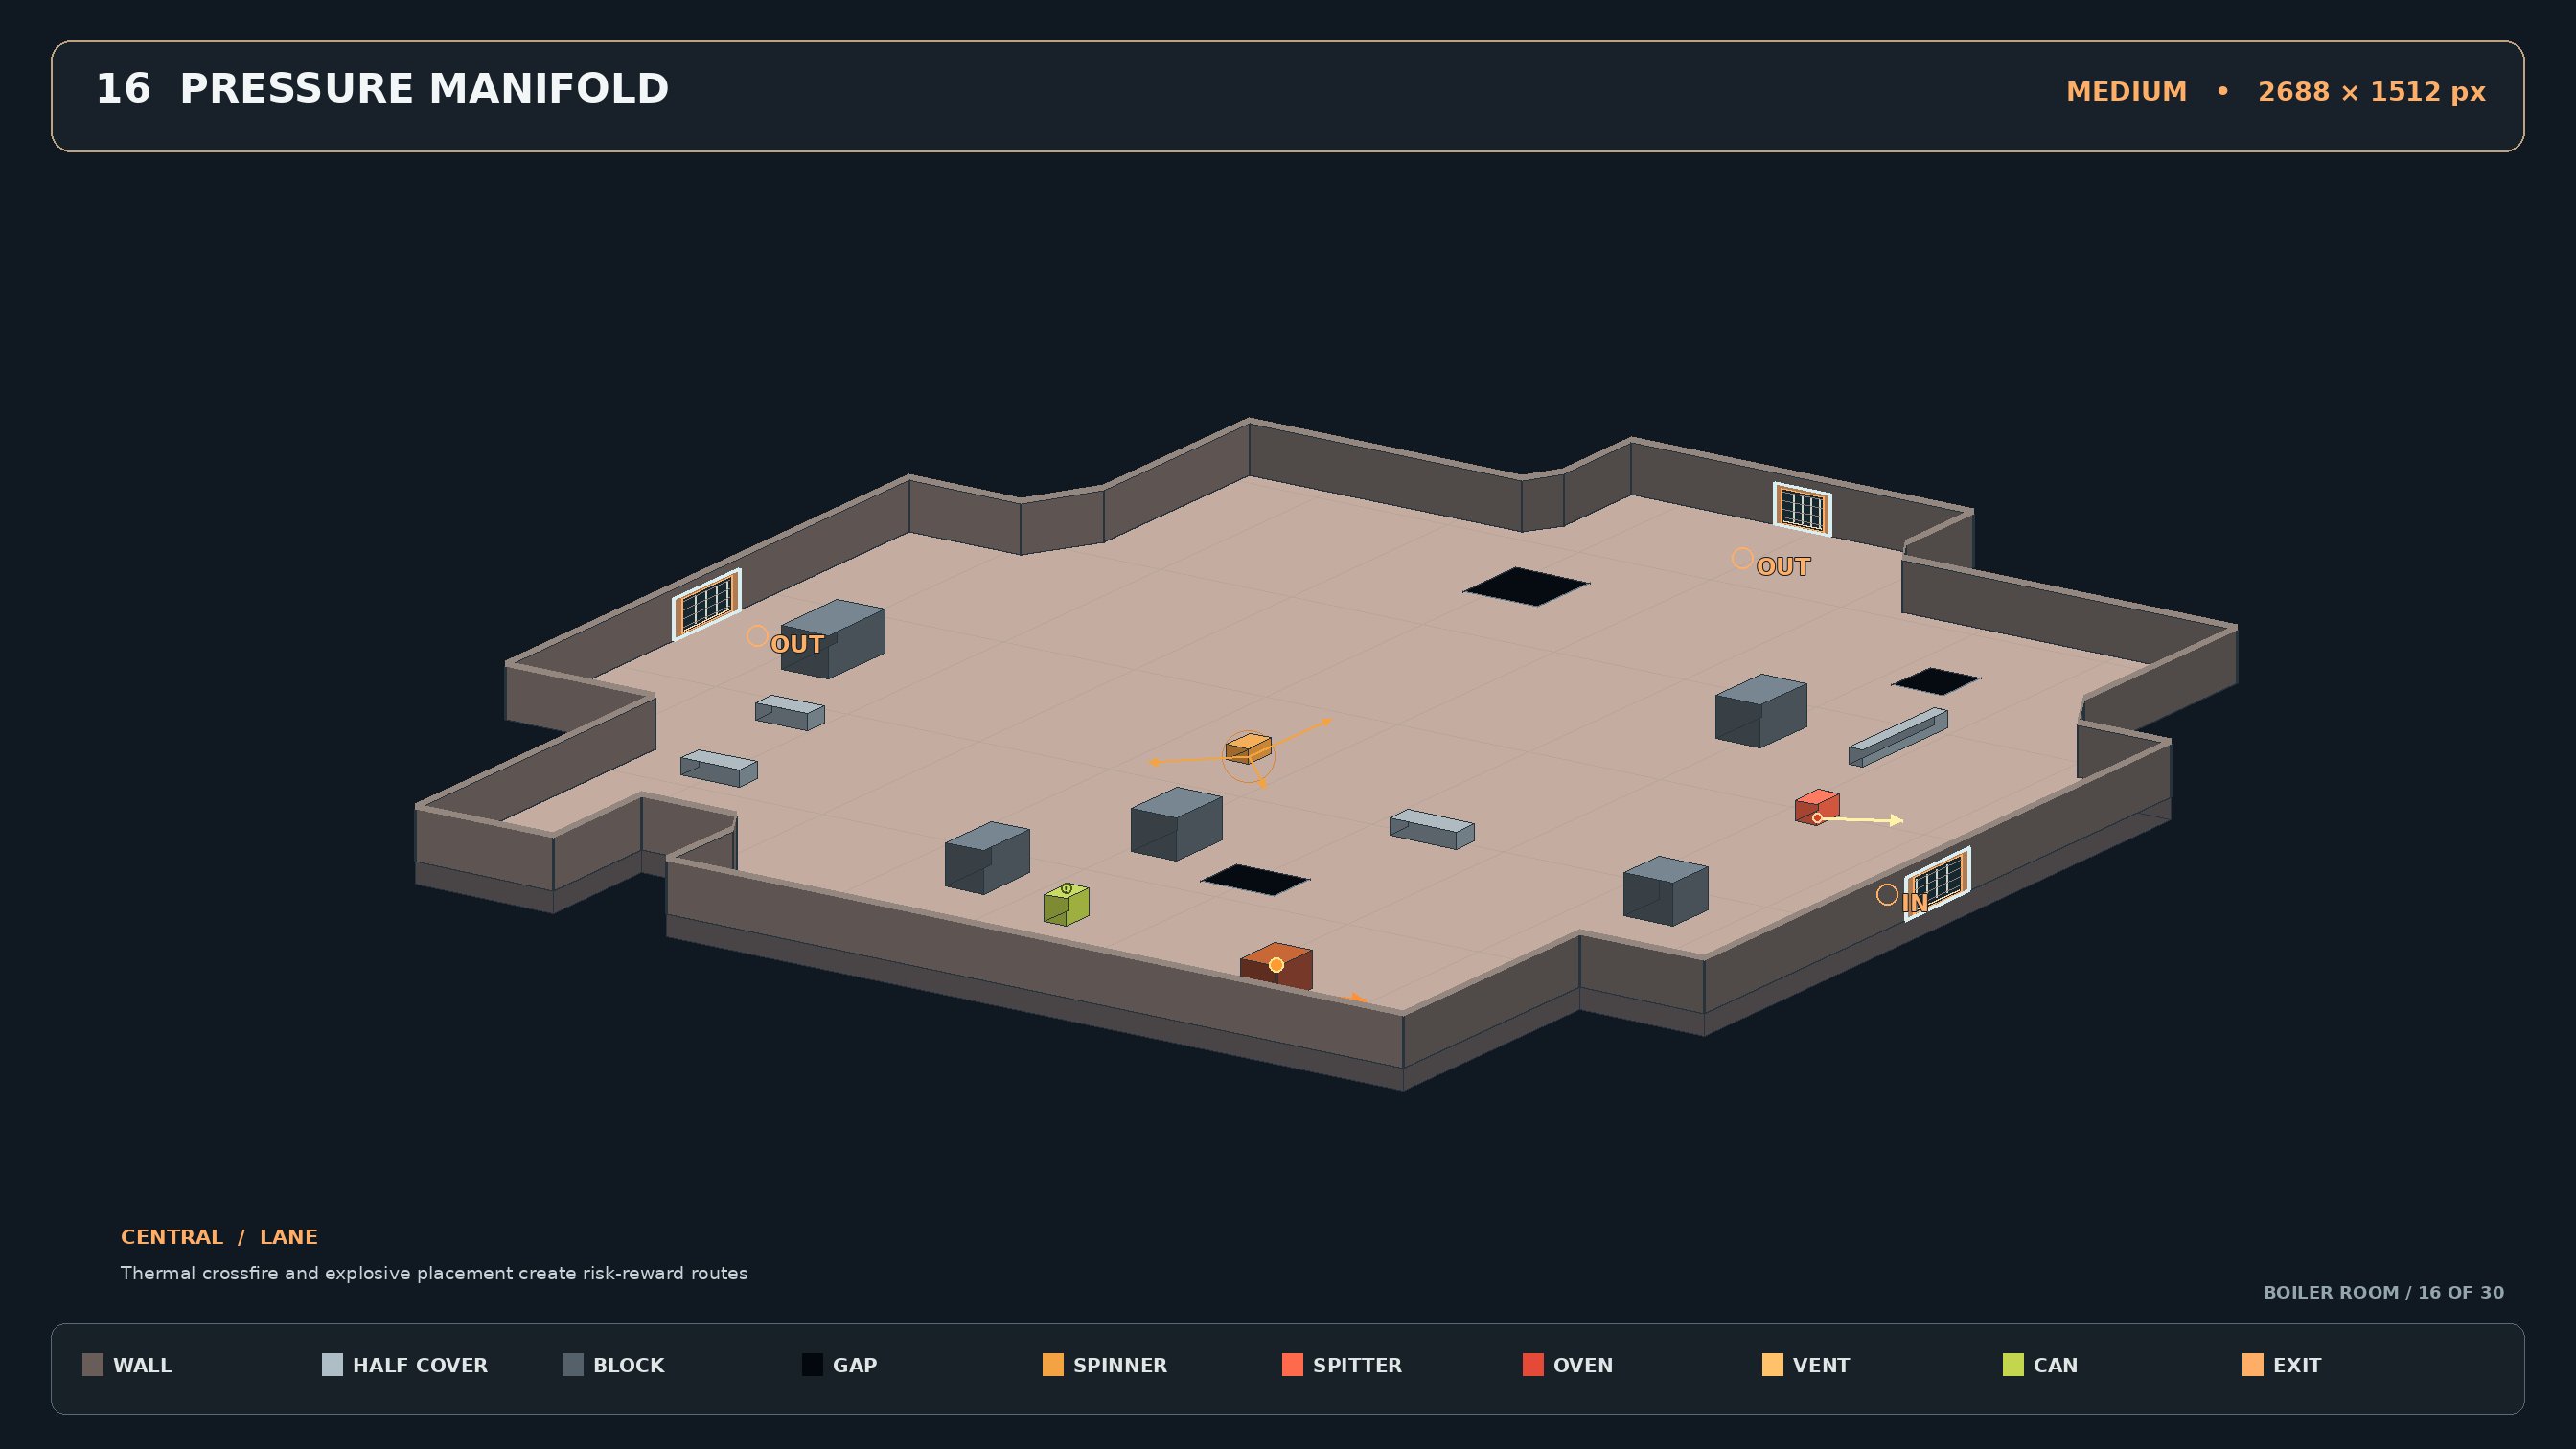 16 PRESSURE MANIFOLD
MEDIUM • 2688 × 1512 px
OUT
OUT
IN
CENTRAL / LANE
Thermal crossfire and explosive placement create risk-reward routes
BOILER ROOM / 16 OF 30
WALL HALF COVER BLOCK GAP SPINNER SPITTER OVEN VENT CAN EXIT